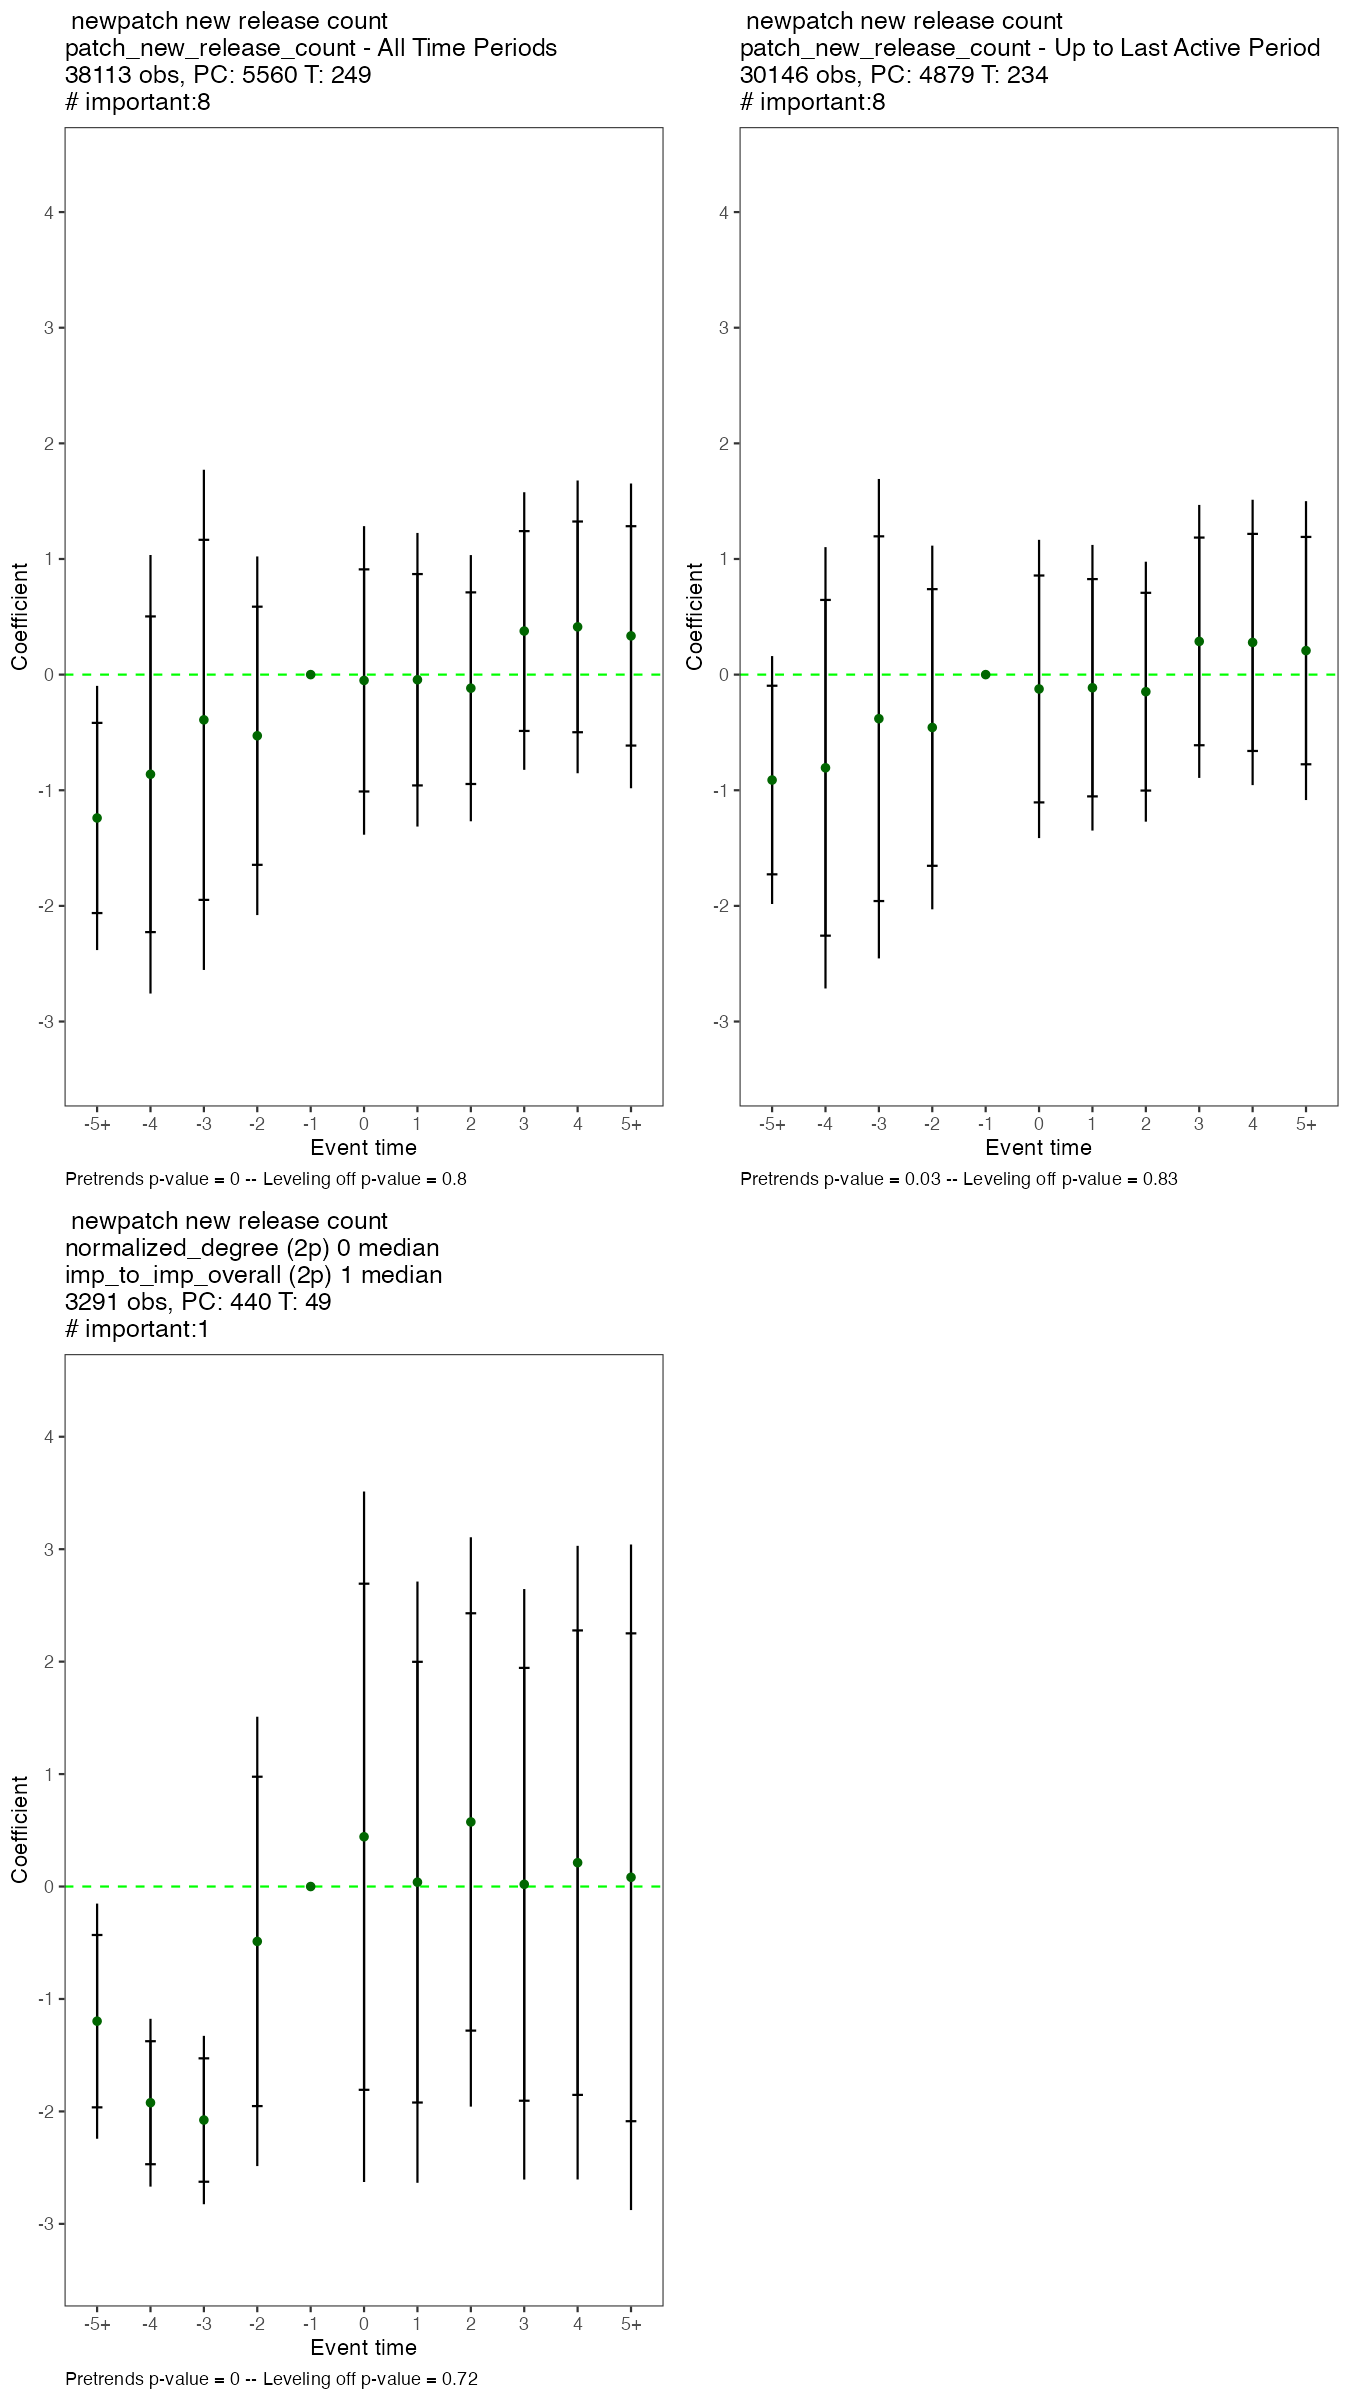 newpatch new release count
patch_new_release_count - All Time Periods
38113 obs, PC: 5560 T: 249
# important:8
4
3
2
1
0
-1
-2
-3
Coefficient
-5+ -4 -3 -2 -1 0 1 2 3 4 5+
Event time
Pretrends p-value = 0 -- Leveling off p-value = 0.8
newpatch new release count
patch_new_release_count - Up to Last Active Period
30146 obs, PC: 4879 T: 234
# important:8
4
3
2
1
0
-1
-2
-3
Coefficient
-5+ -4 -3 -2 -1 0 1 2 3 4 5+
Event time
Pretrends p-value = 0.03 -- Leveling off p-value = 0.83
newpatch new release count
normalized_degree (2p) 0 median
imp_to_imp_overall (2p) 1 median
3291 obs, PC: 440 T: 49
# important:1
4
3
2
1
0
-1
-2
-3
Coefficient
-5+ -4 -3 -2 -1 0 1 2 3 4 5+
Event time
Pretrends p-value = 0 -- Leveling off p-value = 0.72